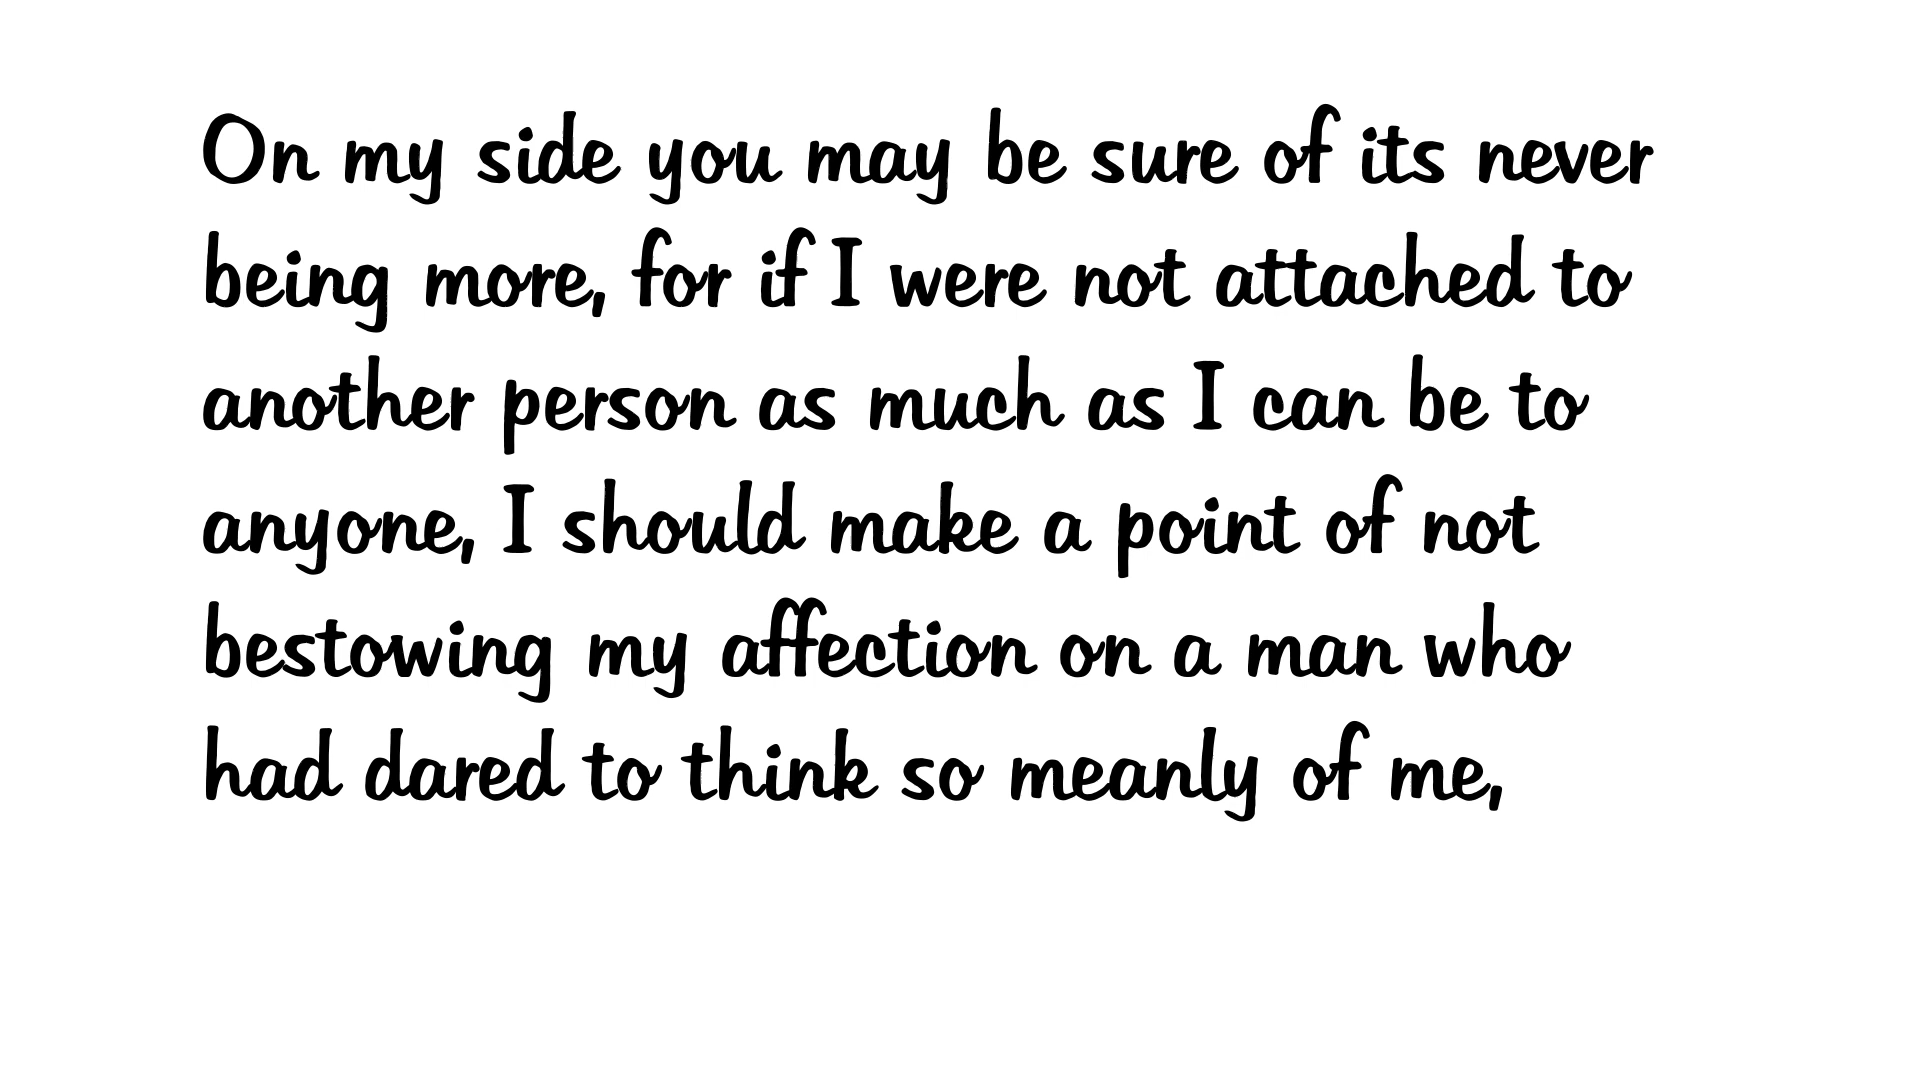 On my side you may be sure of its never
being more, for if I were not attached to
another person as much as I can be to
anyone, I should make a point of not
bestowing my affection on a man who
had dared to think so meanly of me,